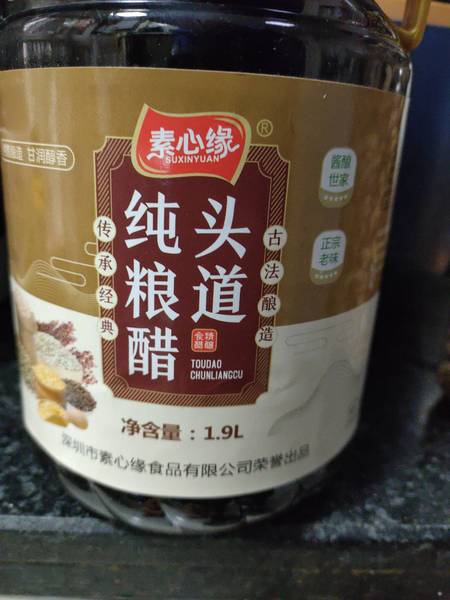 甘润醇香
素心缘
SUXINYUAN
®
酱酿
世家
正宗
老味
传承经典
头道
纯粮醋
古法酿造
TOUDAO
CHUNLIANGCU
净含量：1.9L
深圳市素心缘食品有限公司荣誉出品